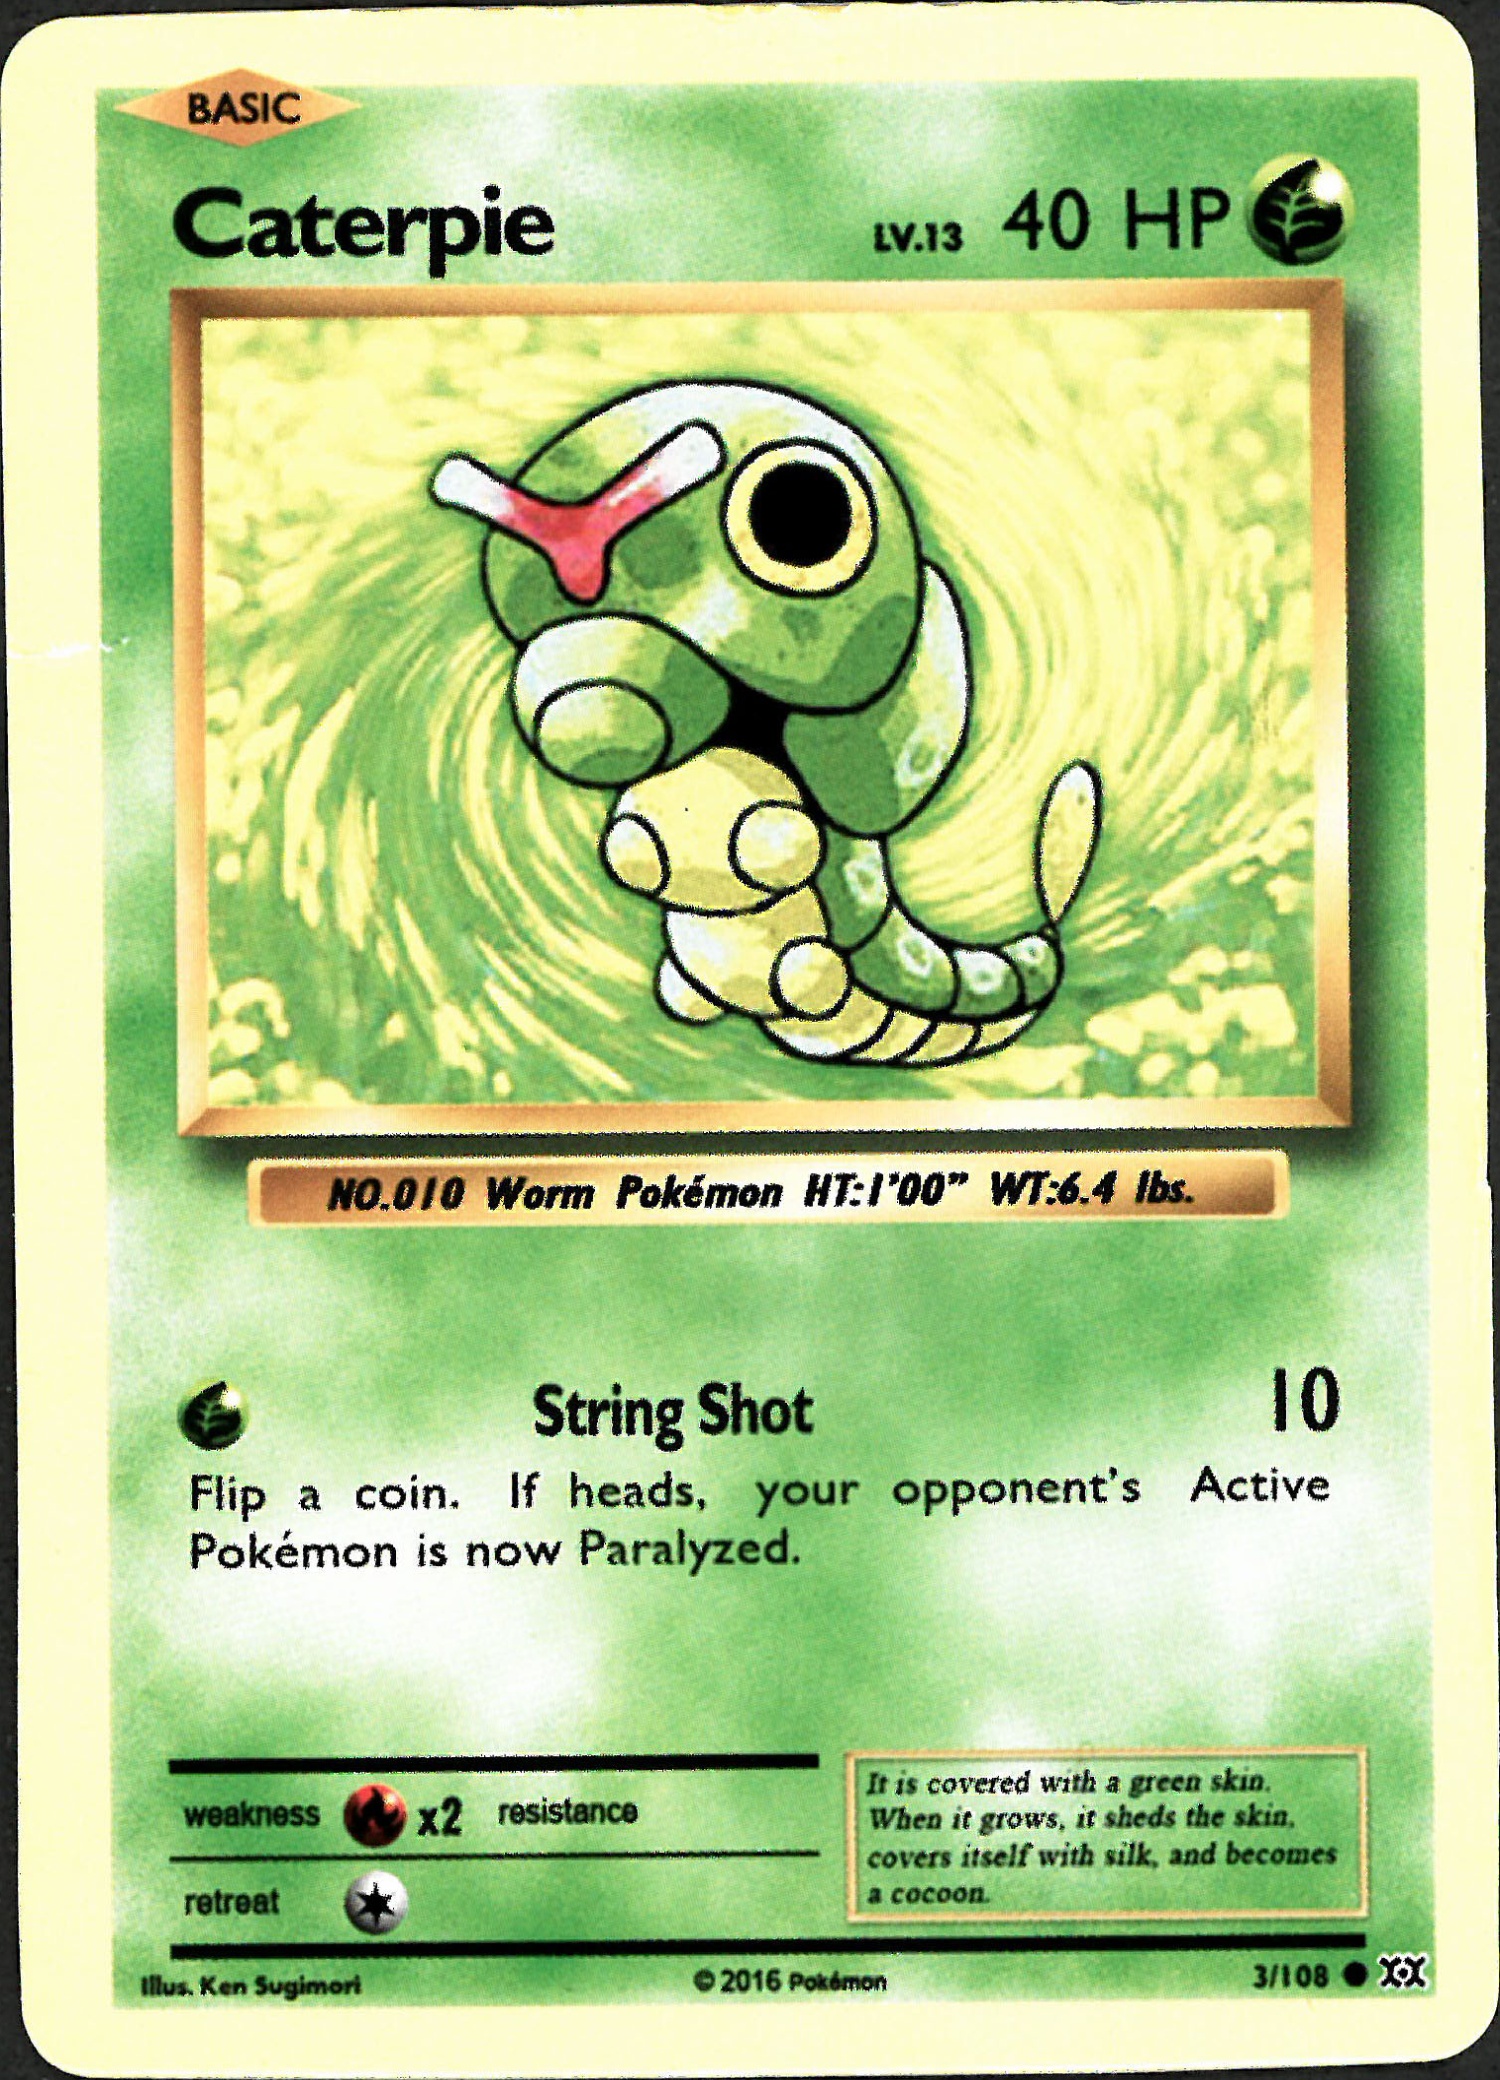 BASIC
Caterpie LV.13 40 HP
NO.010 Worm Pokémon HT:1'00" WT:6.4 lbs.
String Shot 10
Flip a coin. If heads, your opponent's Active
Pokémon is now Paralyzed.
weakness x2 resistance
retreat
It is covered with a green skin.
When it grows, it sheds the skin,
covers itself with silk, and becomes
a cocoon.
Illus. Ken Sugimori © 2016 Pokémon 3/108